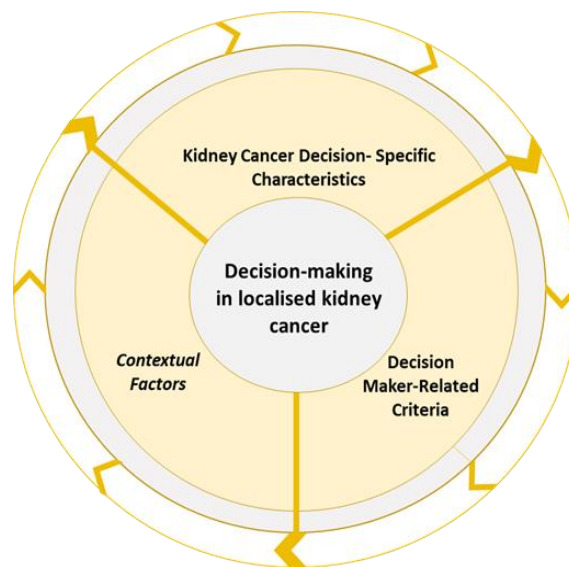 Kidney Cancer Decision- Specific
Characteristics
Decision-making
in localised kidney
cancer
Contextual
Factors
Decision
Maker-Related
Criteria